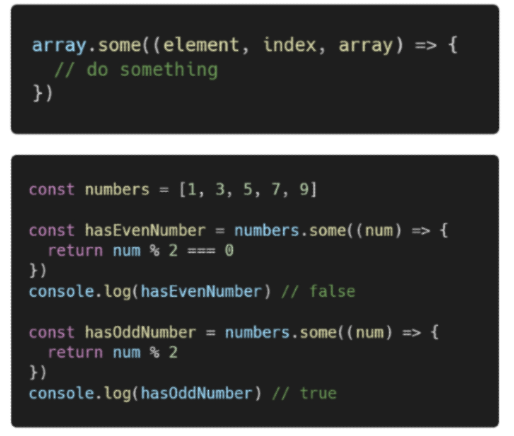 array.some((element, index, array) => {
  // do something
})
const numbers = [1, 3, 5, 7, 9]
const hasEvenNumber = numbers.some((num) => {
  return num % 2 === 0
})
console.log(hasEvenNumber) // false
const hasOddNumber = numbers.some((num) => {
  return num % 2
})
console.log(hasOddNumber) // true